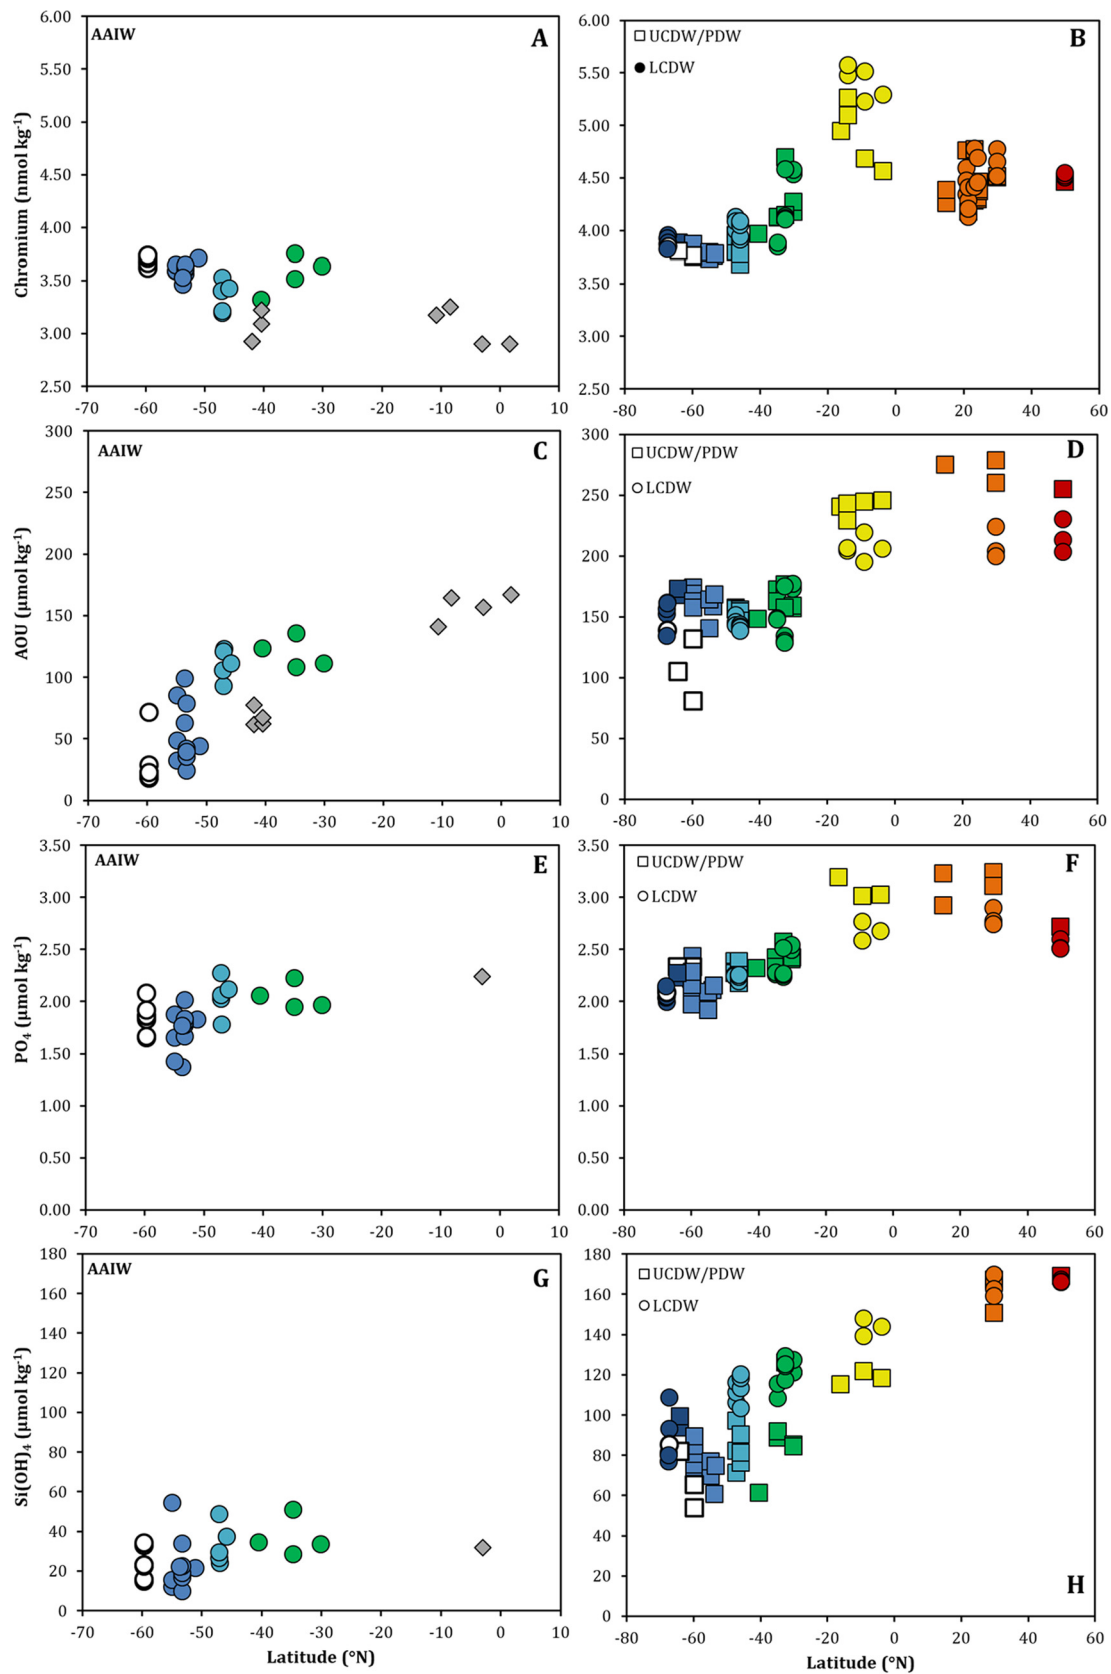 AAIW
A
Chromium (nmol kg⁻¹)
6.00
5.50
5.00
4.50
4.00
3.50
3.00
2.50
-70 -60 -50 -40 -30 -20 -10 0 10
□ UCDW/PDW
● LCDW
B
6.00
5.50
5.00
4.50
4.00
3.50
3.00
2.50
-80 -60 -40 -20 0 20 40 60
AAIW
C
AOU (µmol kg⁻¹)
300
250
200
150
100
50
0
-70 -60 -50 -40 -30 -20 -10 0 10
□ UCDW/PDW
○ LCDW
D
300
250
200
150
100
50
0
-80 -60 -40 -20 0 20 40 60
AAIW
E
PO₄ (µmol kg⁻¹)
3.50
3.00
2.50
2.00
1.50
1.00
0.50
0.00
-70 -60 -50 -40 -30 -20 -10 0 10
□ UCDW/PDW
○ LCDW
F
3.50
3.00
2.50
2.00
1.50
1.00
0.50
0.00
-80 -60 -40 -20 0 20 40 60
AAIW
G
Si(OH)₄ (µmol kg⁻¹)
180
160
140
120
100
80
60
40
20
0
-70 -60 -50 -40 -30 -20 -10 0 10
Latitude (°N)
□ UCDW/PDW
○ LCDW
H
180
160
140
120
100
80
60
40
20
0
-80 -60 -40 -20 0 20 40 60
Latitude (°N)